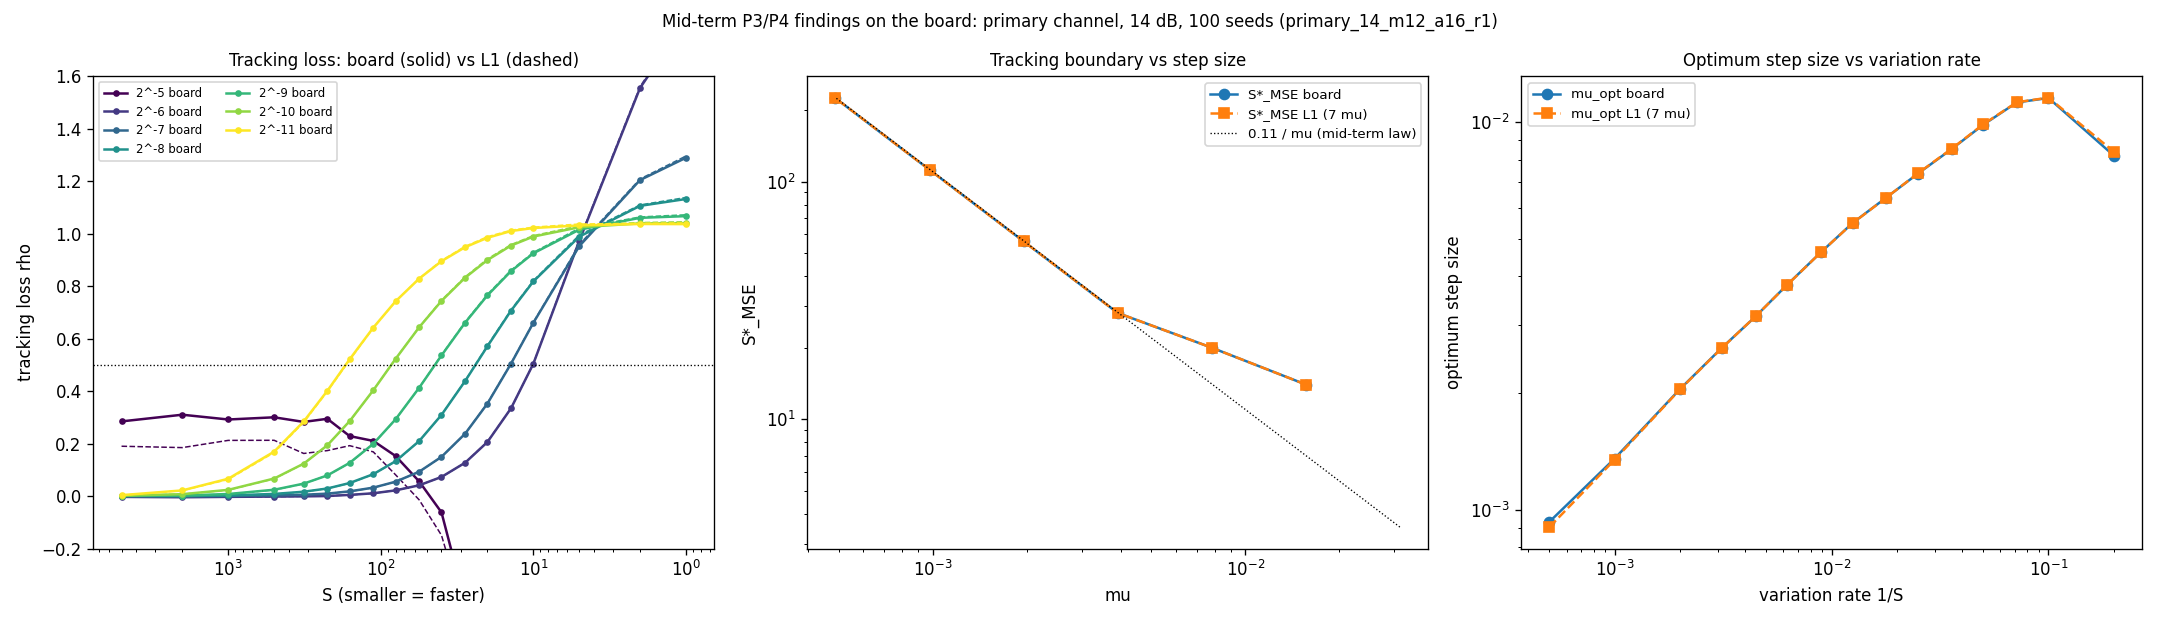 Mid-term P3/P4 findings on the board: primary channel, 14 dB, 100 seeds (primary_14_m12_a16_r1)
Tracking loss: board (solid) vs L1 (dashed)
tracking loss rho
1.6
1.4
1.2
1.0
0.8
0.6
0.4
0.2
0.0
−0.2
2^-5 board
2^-6 board
2^-7 board
2^-8 board
2^-9 board
2^-10 board
2^-11 board
10^3
10^2
10^1
10^0
S (smaller = faster)
Tracking boundary vs step size
S*_MSE
10^2
10^1
S*_MSE board
S*_MSE L1 (7 mu)
0.11 / mu (mid-term law)
10^−3
10^−2
mu
Optimum step size vs variation rate
optimum step size
10^−2
10^−3
mu_opt board
mu_opt L1 (7 mu)
10^−3
10^−2
10^−1
variation rate 1/S